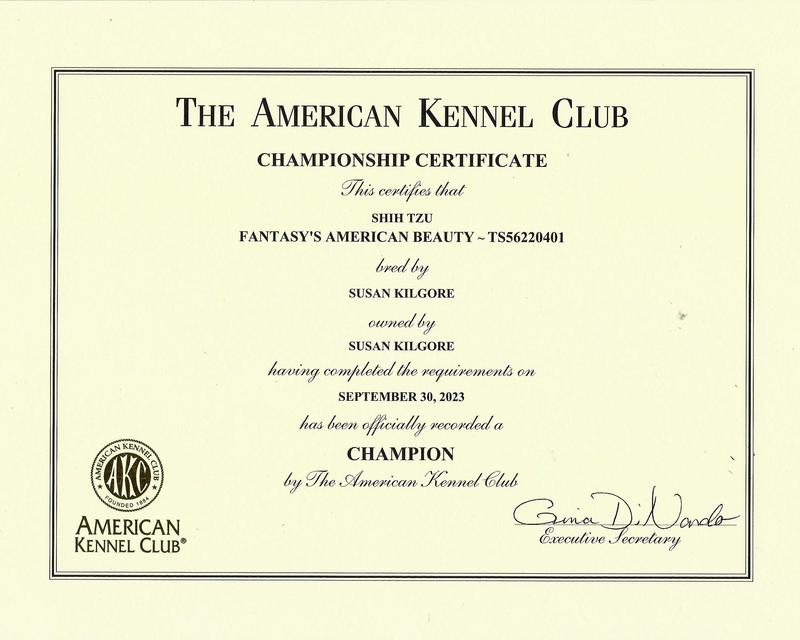 THE AMERICAN KENNEL CLUB
CHAMPIONSHIP CERTIFICATE
This certifies that
SHIH TZU
FANTASY'S AMERICAN BEAUTY ~ TS56220401
bred by
SUSAN KILGORE
owned by
SUSAN KILGORE
having completed the requirements on
SEPTEMBER 30, 2023
has been officially recorded a
CHAMPION
by The American Kennel Club
AMERICAN KENNEL CLUB
AKC
FOUNDED 1884
AMERICAN
KENNEL CLUB®
Gina DiNardo
Executive Secretary